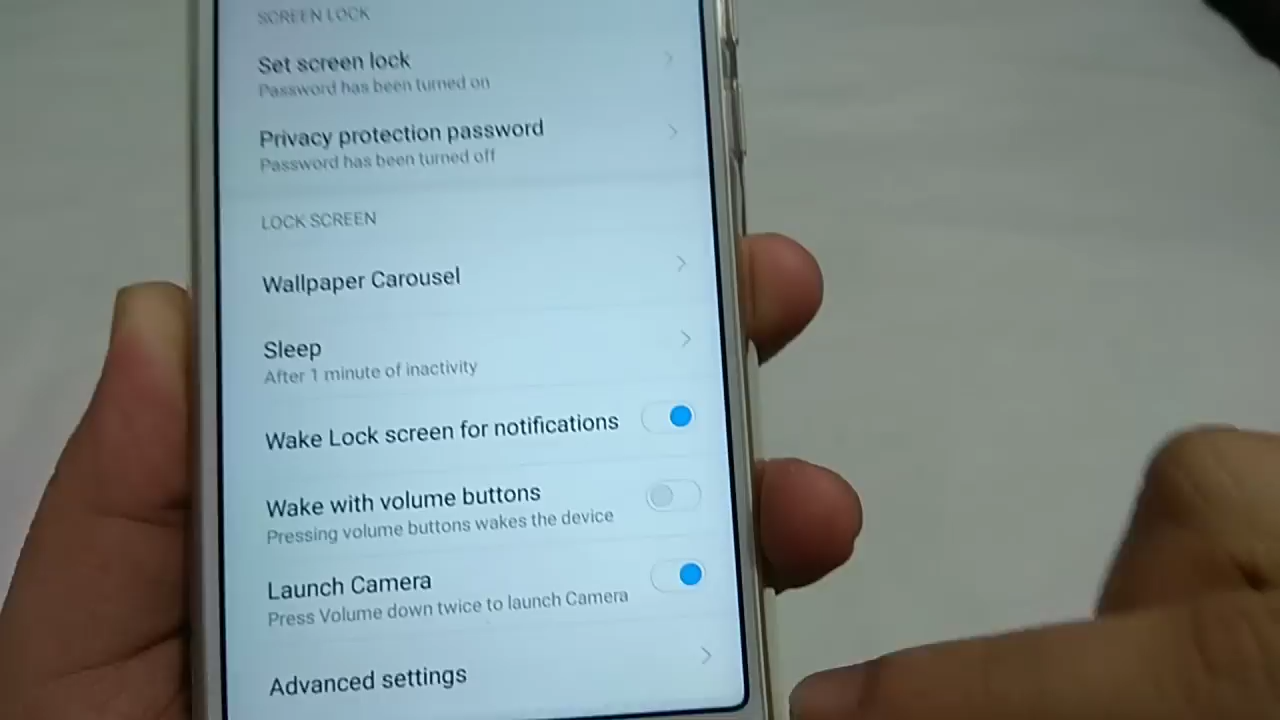 SCREEN LOCK
Set screen lock
Password has been turned on
Privacy protection password
Password has been turned off
LOCK SCREEN
Wallpaper Carousel
Sleep
After 1 minute of inactivity
Wake Lock screen for notifications
Wake with volume buttons
Pressing volume buttons wakes the device
Launch Camera
Press Volume down twice to launch Camera
Advanced settings